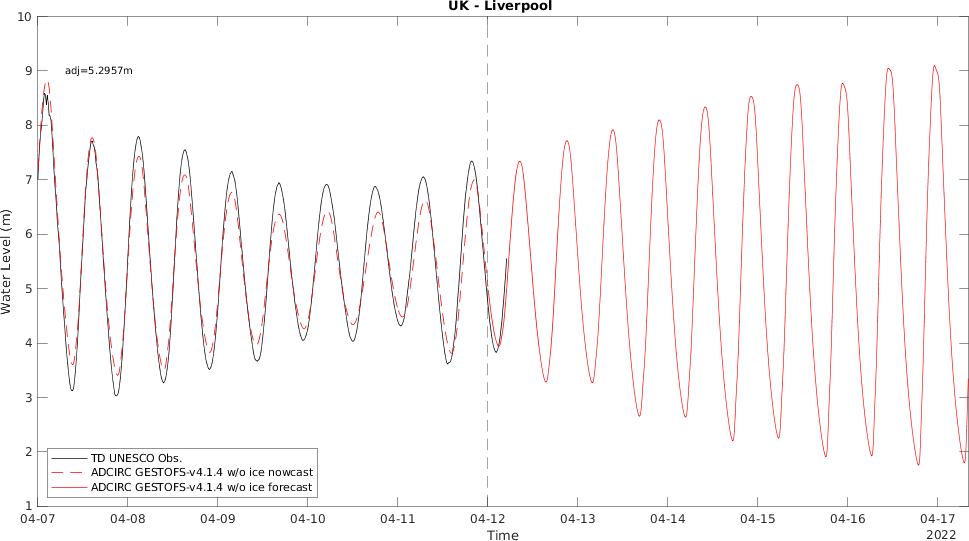 UK - Liverpool
10
9
8
7
6
5
4
3
2
1
Water Level (m)
adj=5.2957m
TD UNESCO Obs.
ADCIRC GESTOFS-v4.1.4 w/o ice nowcast
ADCIRC GESTOFS-v4.1.4 w/o ice forecast
04-07 04-08 04-09 04-10 04-11 04-12 04-13 04-14 04-15 04-16 04-17
Time
2022